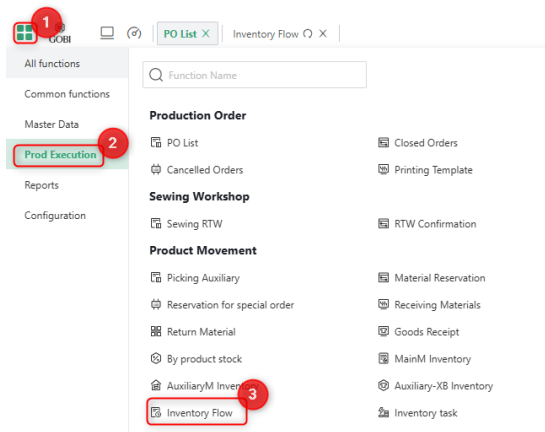 1
GOBI
PO List × Inventory Flow ×
All functions
Function Name
Common functions
Production Order
Master Data
PO List Closed Orders
2
Prod Execution
Cancelled Orders Printing Template
Reports
Sewing Workshop
Configuration
Sewing RTW RTW Confirmation
Product Movement
Picking Auxiliary Material Reservation
Reservation for special order Receiving Materials
Return Material Goods Receipt
By product stock MainM Inventory
AuxiliaryM Inventory Auxiliary-XB Inventory
3
Inventory Flow Inventory task